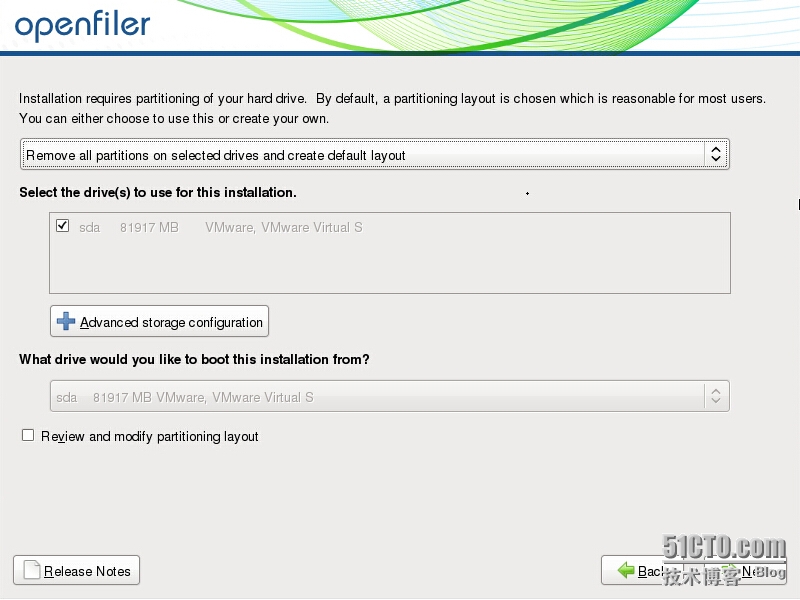 openfiler
Installation requires partitioning of your hard drive. By default, a partitioning layout is chosen which is reasonable for most users.
You can either choose to use this or create your own.
Remove all partitions on selected drives and create default layout
Select the drive(s) to use for this installation.
sda 81917 MB VMware, VMware Virtual S
Advanced storage configuration
What drive would you like to boot this installation from?
sda 81917 MB VMware, VMware Virtual S
Review and modify partitioning layout
51CTO.com
技术博客 Blog
Release Notes